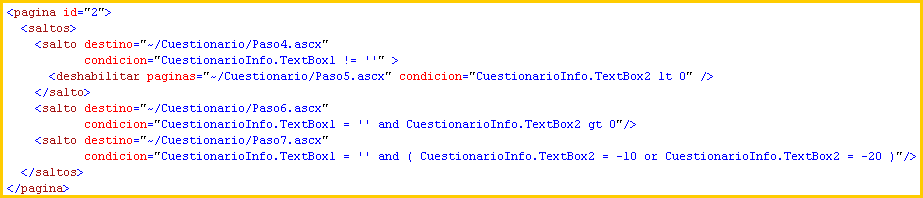 <pagina id="2">
<saltos>
<salto destino="~/Cuestionario/Paso4.ascx"
condicion="CuestionarioInfo.TextBox1 != ''" >
<deshabilitar paginas="~/Cuestionario/Paso5.ascx" condicion="CuestionarioInfo.TextBox2 lt 0" />
</salto>
<salto destino="~/Cuestionario/Paso6.ascx"
condicion="CuestionarioInfo.TextBox1 = '' and CuestionarioInfo.TextBox2 gt 0"/>
<salto destino="~/Cuestionario/Paso7.ascx"
condicion="CuestionarioInfo.TextBox1 = '' and ( CuestionarioInfo.TextBox2 = -10 or CuestionarioInfo.TextBox2 = -20 )"/>
</saltos>
</pagina>